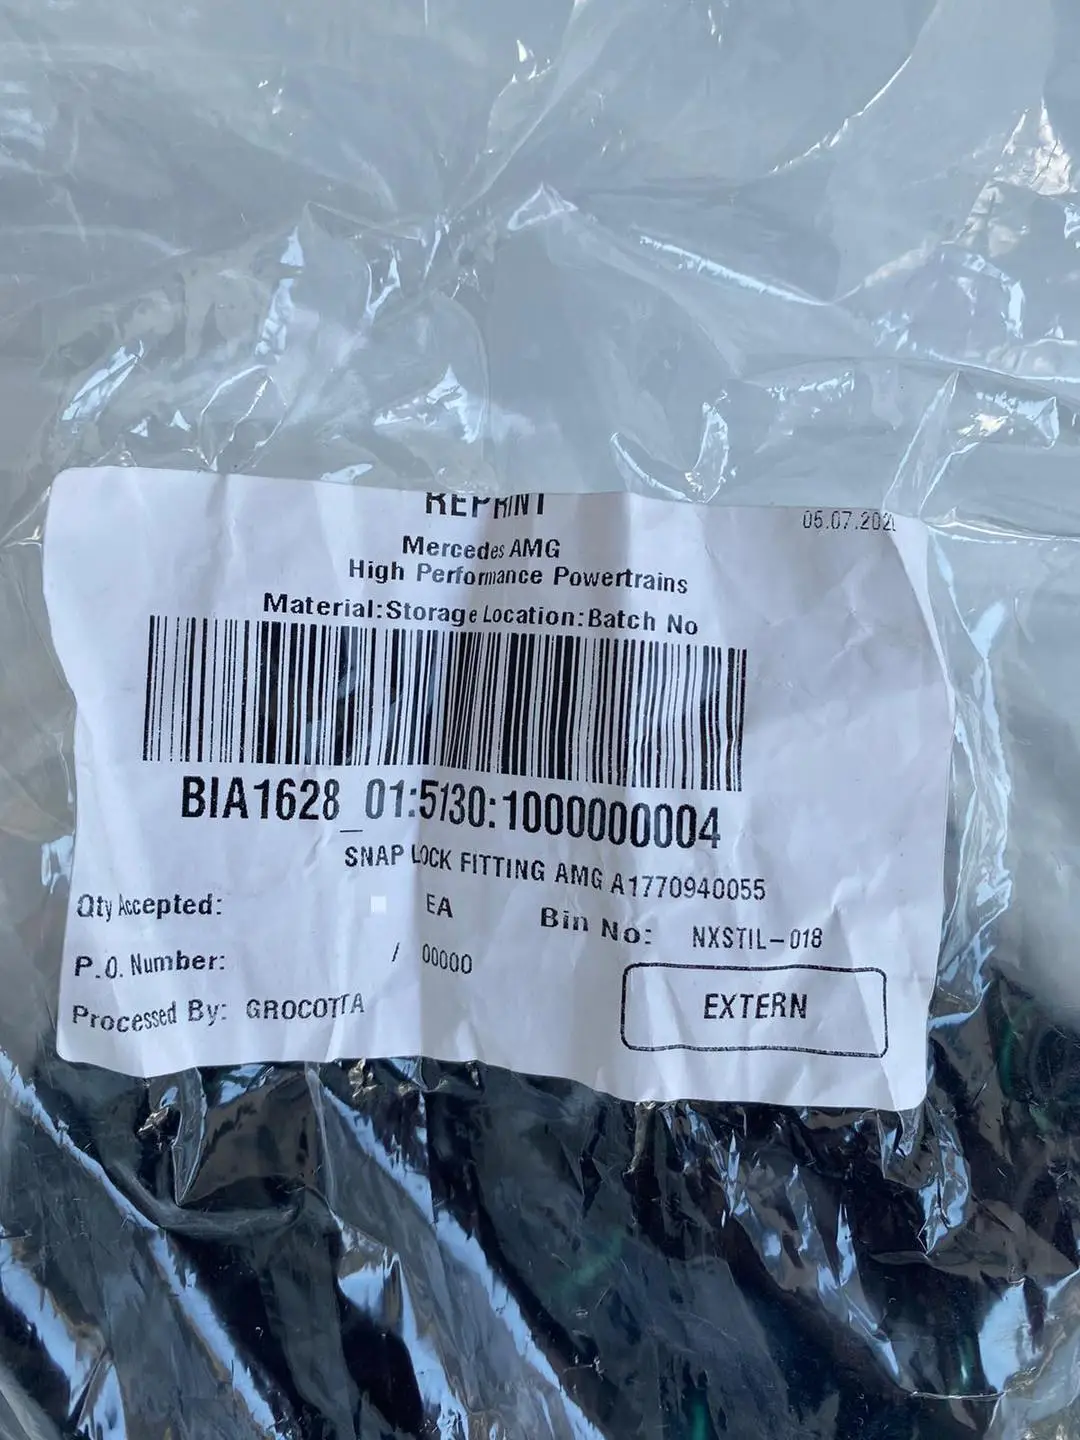 REPRINT
05.07.202
Mercedes AMG
High Performance Powertrains
Material:Storage Location:Batch No
BIA1628_01:5130:1000000004
SNAP LOCK FITTING AMG A1770940055
Qty Accepted: EA
Bin No: NXSTIL-018
P.O. Number: / 00000
Processed By: GROCOTTA
EXTERN